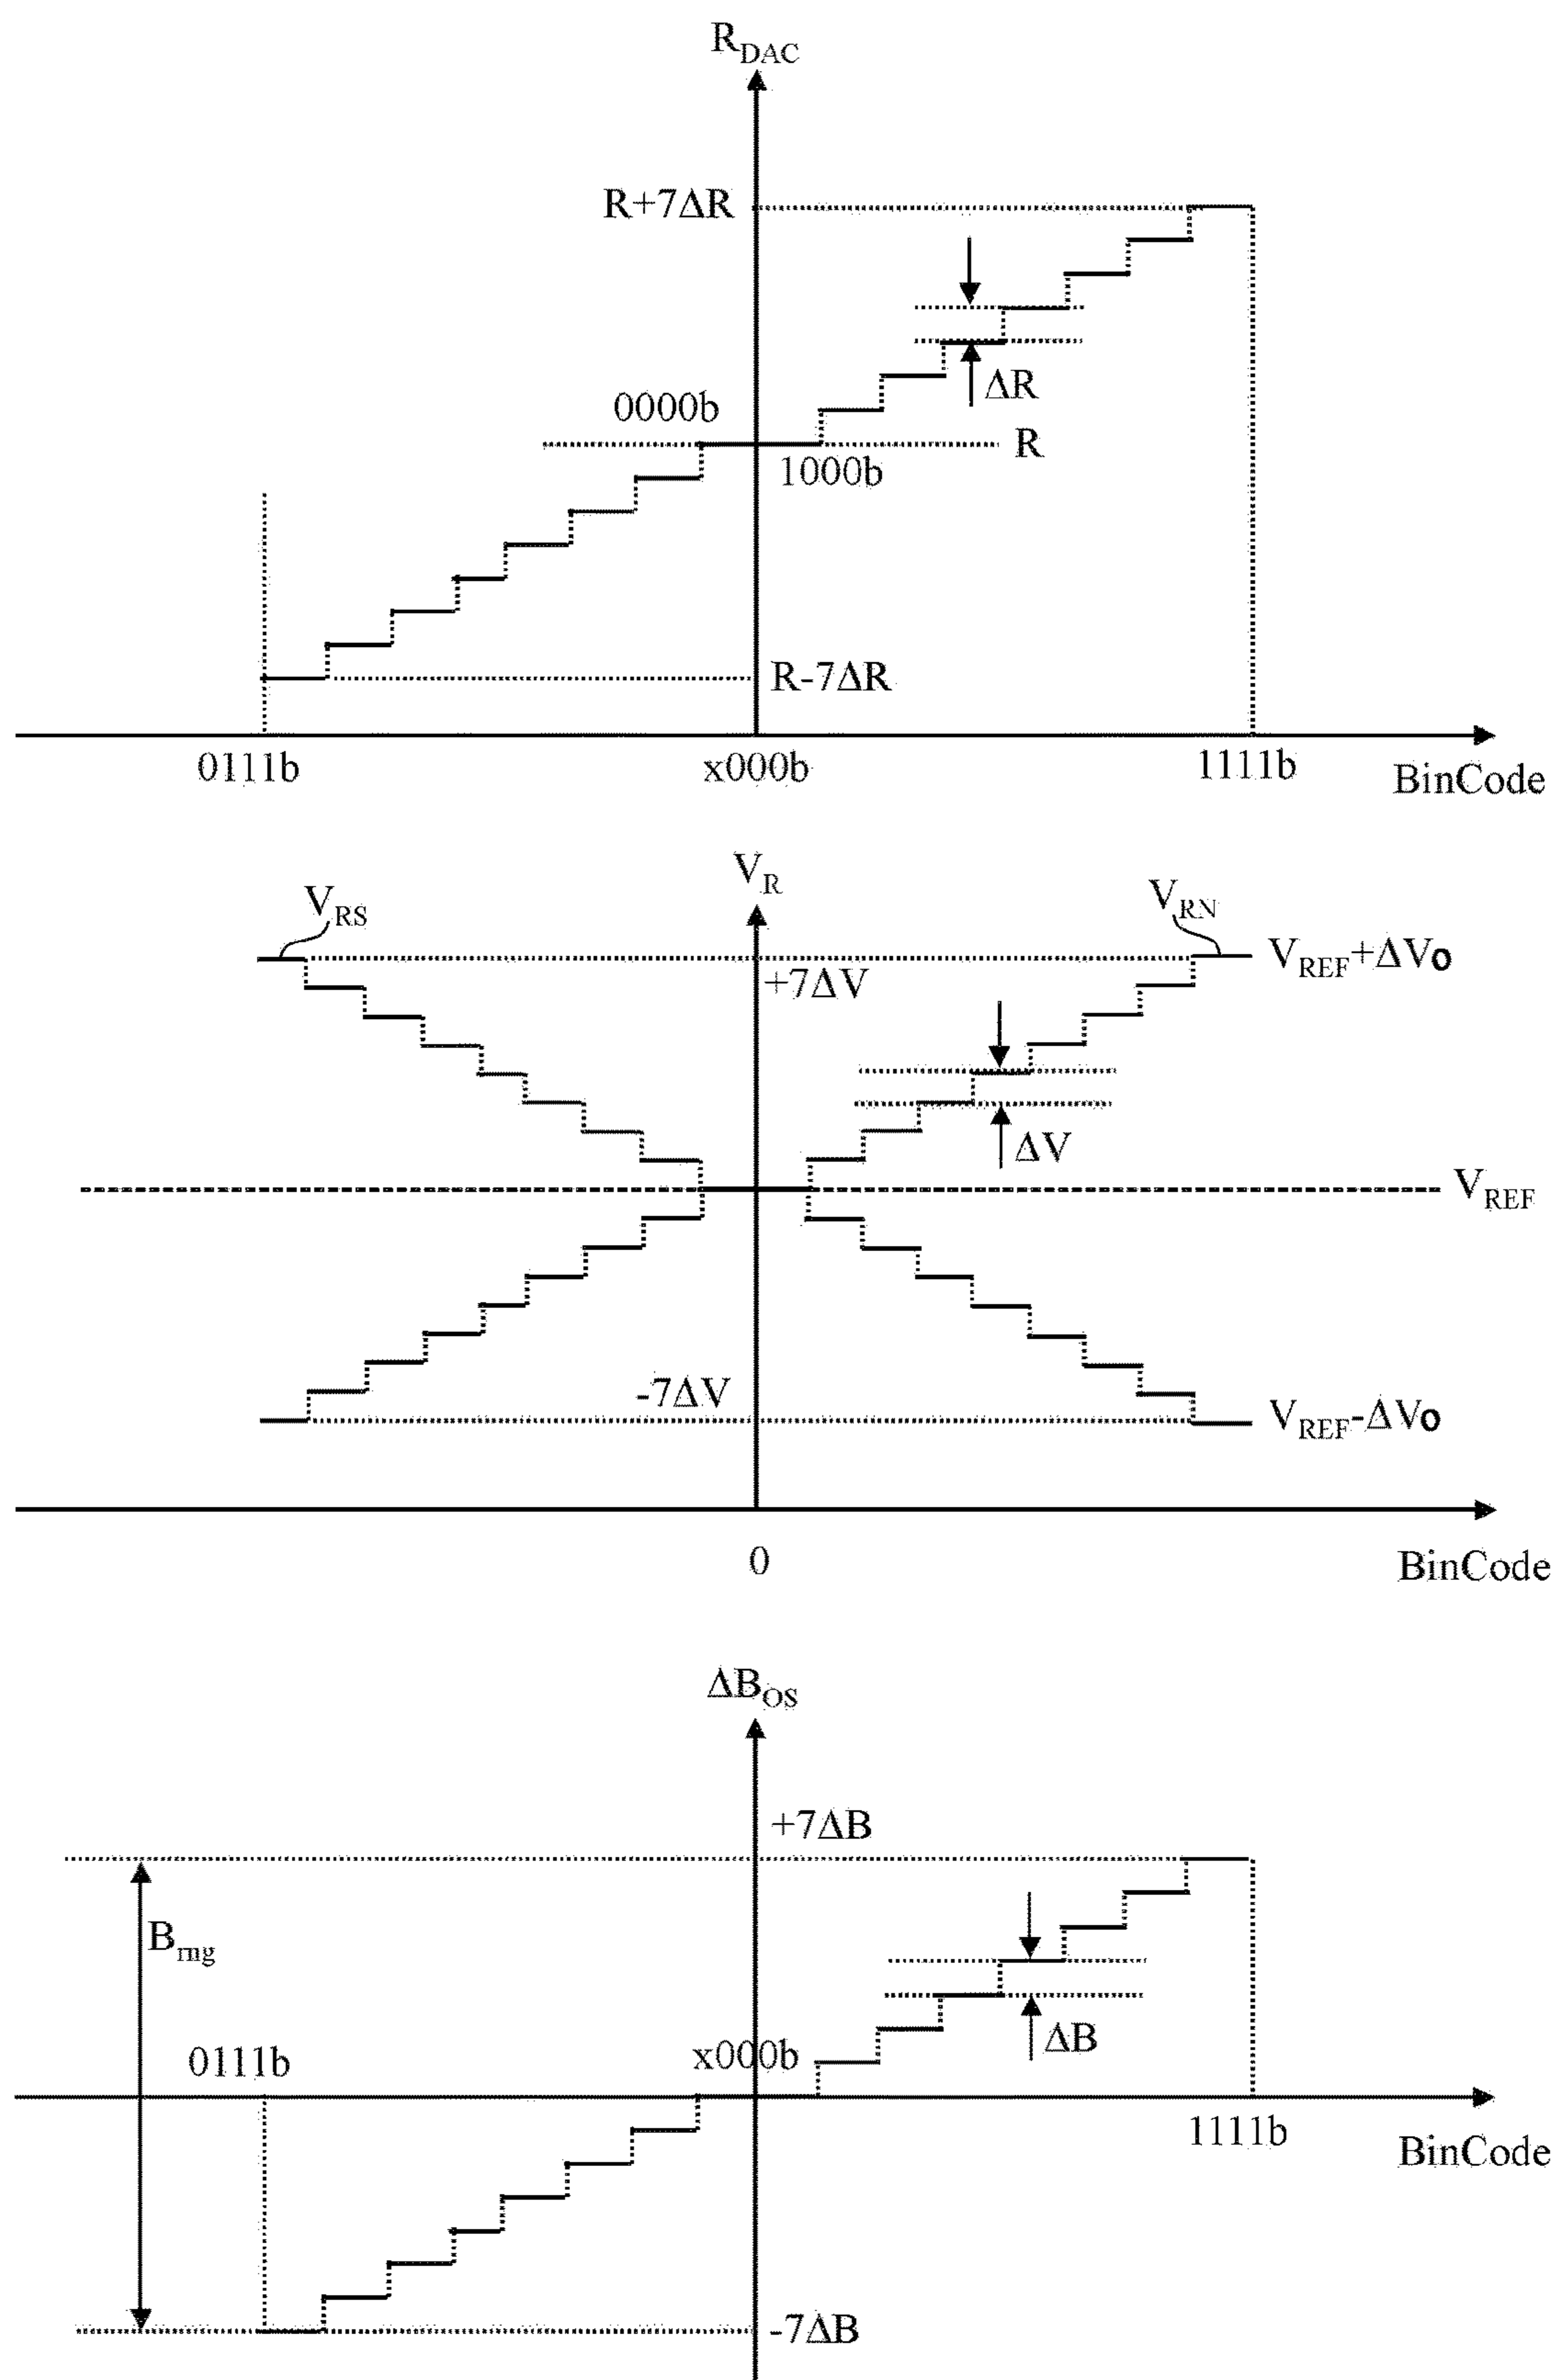 R_DAC
R+7ΔR
ΔR
0000b
R
1000b
R-7ΔR
0111b
x000b
1111b
BinCode
V_R
V_RS
V_RN
V_REF+ΔVo
+7ΔV
ΔV
V_REF
-7ΔV
V_REF-ΔVo
0
BinCode
ΔB_OS
+7ΔB
B_rng
ΔB
0111b
x000b
1111b
BinCode
-7ΔB